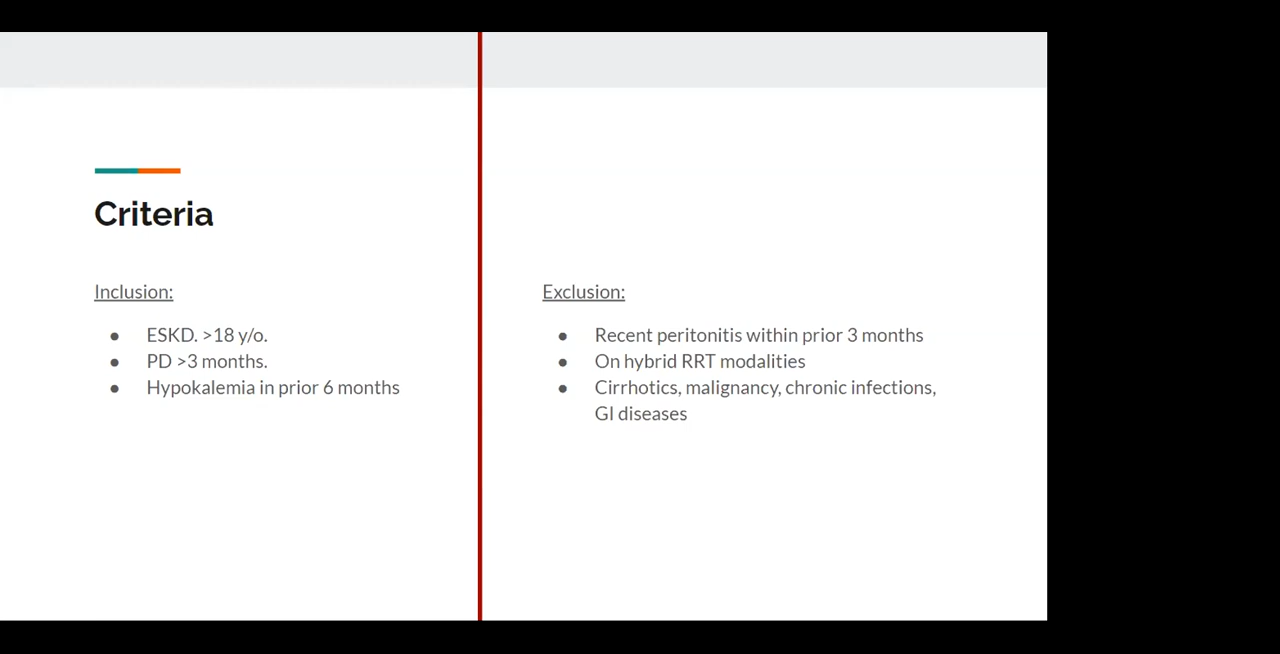 Criteria
Inclusion:
● ESKD. >18 y/o.
● PD >3 months.
● Hypokalemia in prior 6 months
Exclusion:
● Recent peritonitis within prior 3 months
● On hybrid RRT modalities
● Cirrhotics, malignancy, chronic infections,
GI diseases